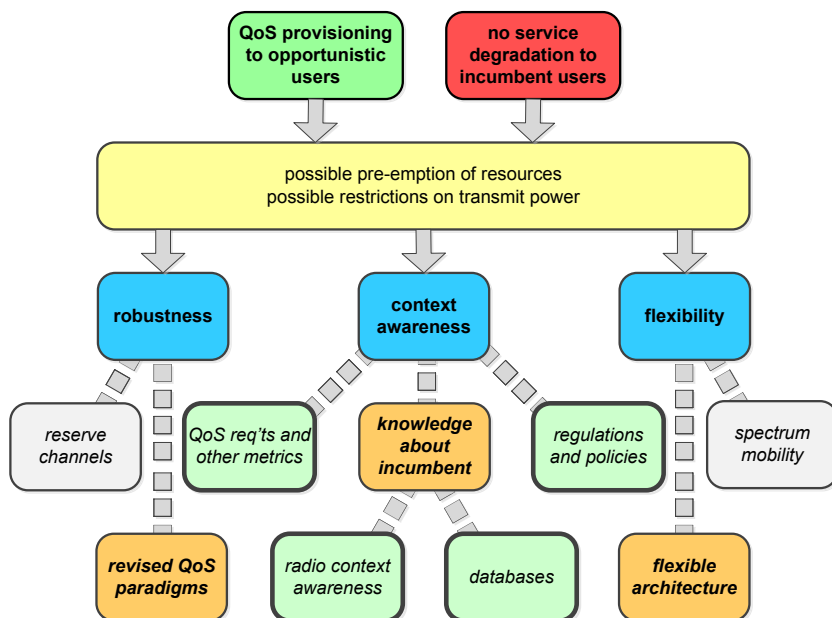 QoS provisioning
to opportunistic
users
no service
degradation to
incumbent users
possible pre-emption of resources
possible restrictions on transmit power
robustness
context
awareness
flexibility
reserve
channels
QoS req'ts and
other metrics
knowledge
about
incumbent
regulations
and policies
spectrum
mobility
revised QoS
paradigms
radio context
awareness
databases
flexible
architecture